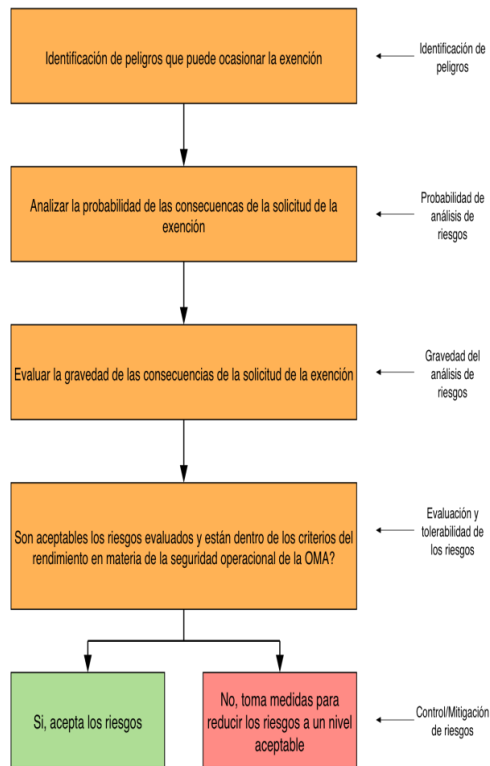 Identificación de peligros que puede ocasionar la exención
Identificación de
peligros
Analizar la probabilidad de las consecuencas de la solicitud de la
exención
Probabilidad de
análisis de
riesgos
Evaluar la gravedad de las consecuencias de la solicitud de la exención
Gravedad del
análisis de
riesgos
Son aceptables los riesgos evaluados y están dentro de los criterios del
rendimiento en materia de la seguridad operacional de la OMA?
Evaluación y
tolerabilidad de
los riesgos
Si, acepta los riesgos
No, toma medidas para
reducir los riesgos a un nivel
aceptable
Control/Mitigación
de riesgos